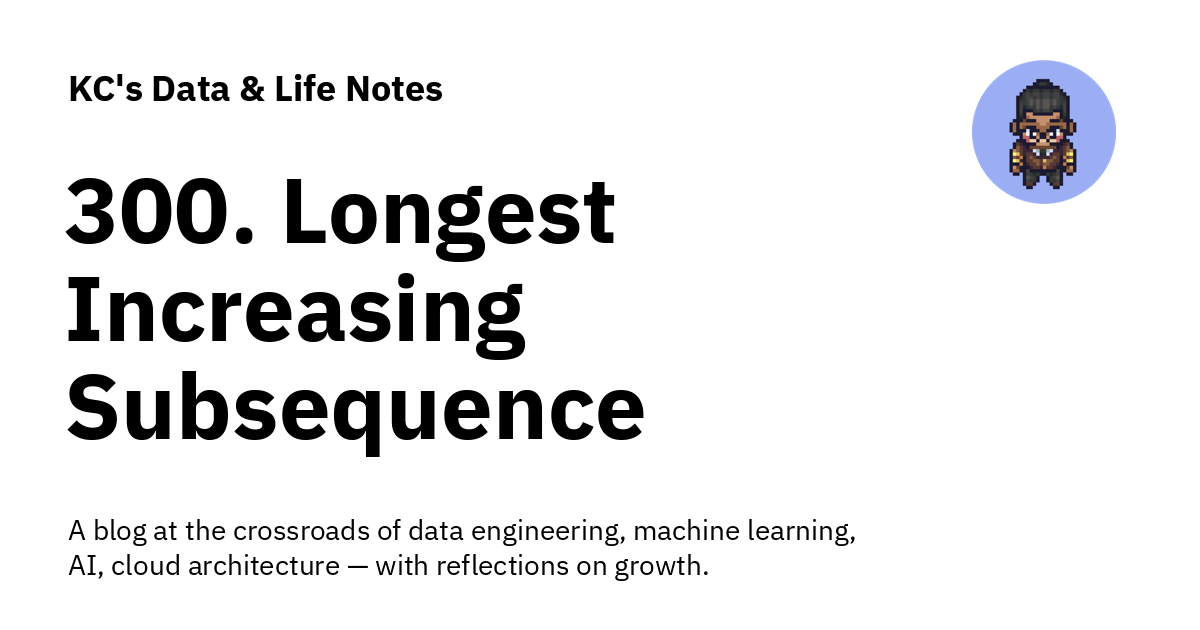 KC's Data & Life Notes
300. Longest
Increasing
Subsequence
A blog at the crossroads of data engineering, machine learning,
AI, cloud architecture — with reflections on growth.